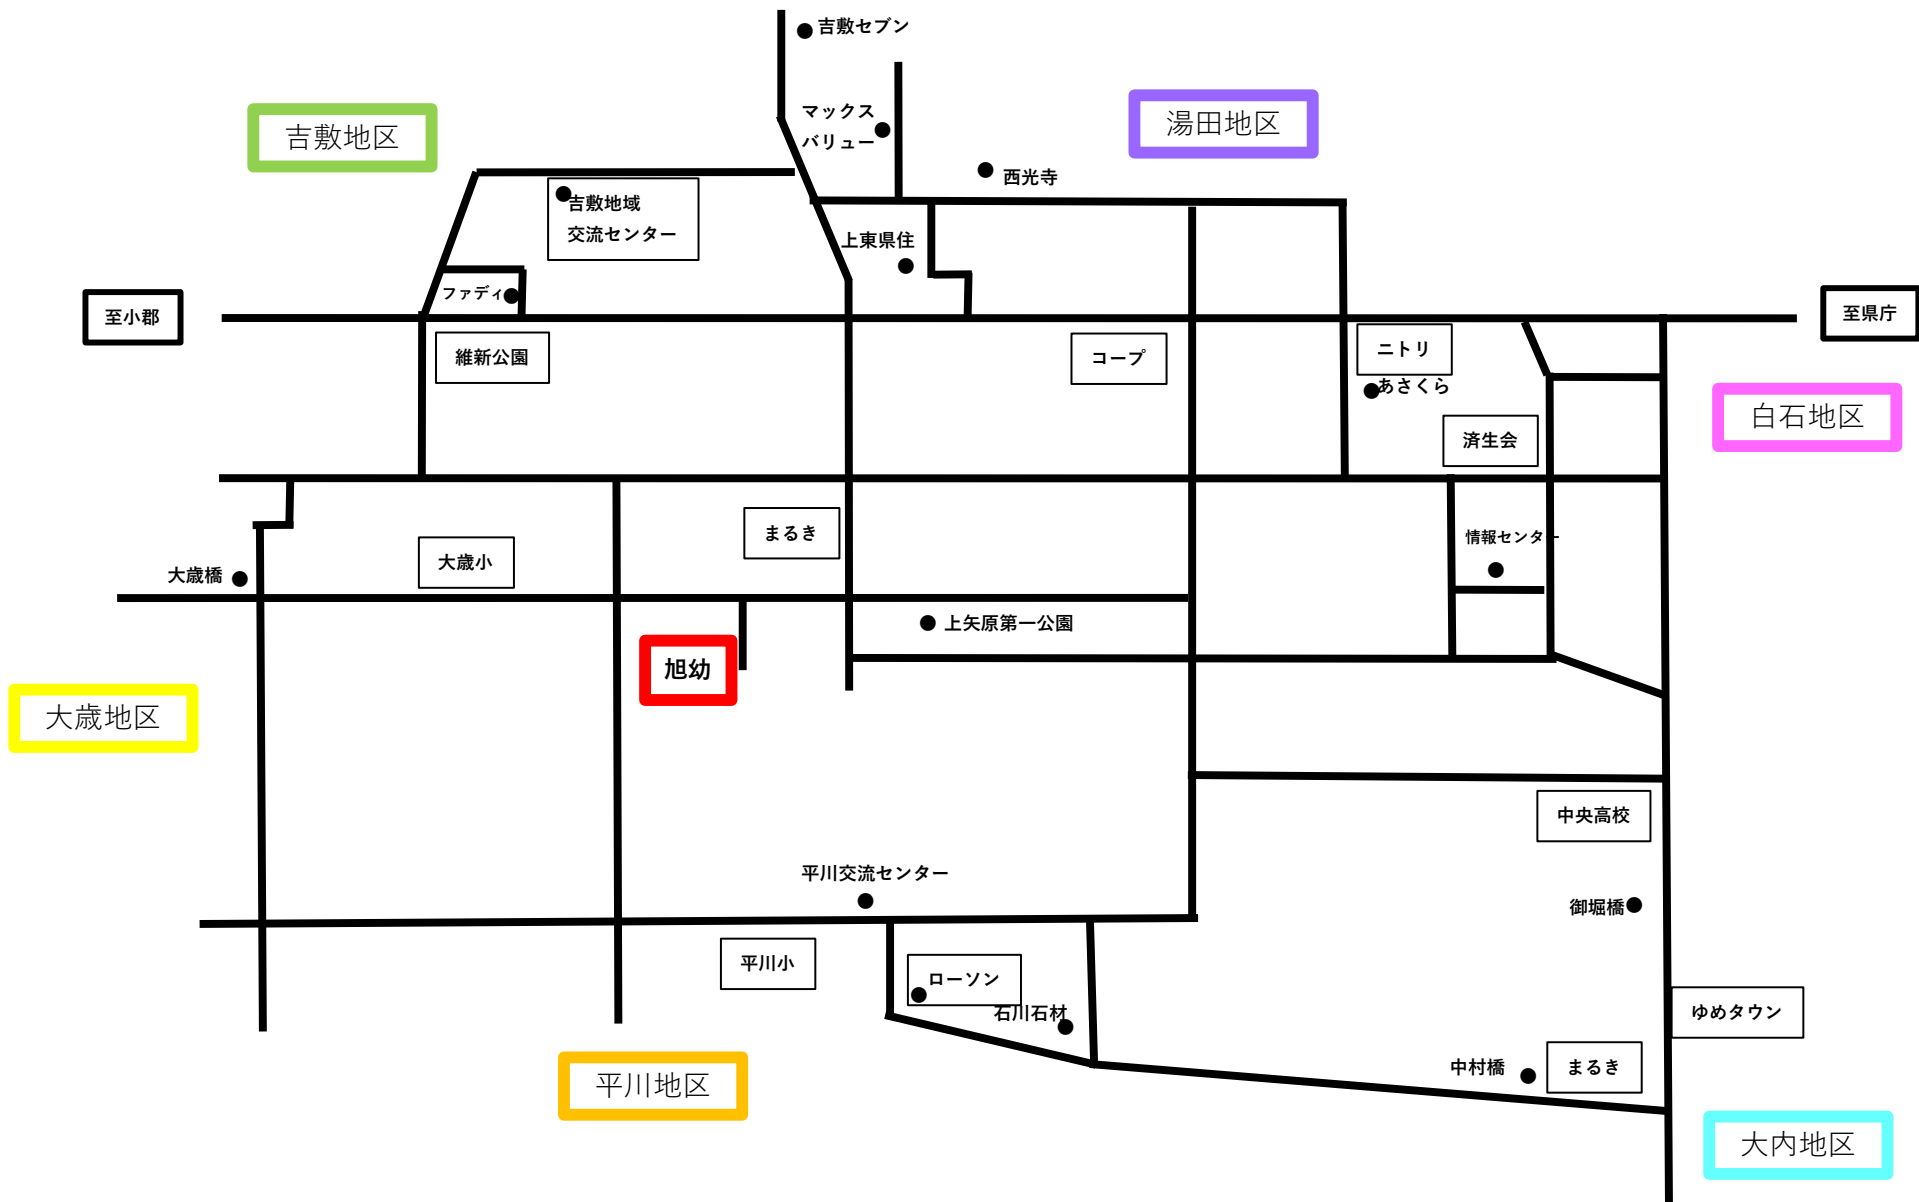 吉敷セブン
マックス
バリュー
吉敷地区
湯田地区
西光寺
吉敷地域
交流センター
上東県住
ファディ
至小郡
至県庁
維新公園
コープ
ニトリ
あさくら
白石地区
済生会
まるき
情報センター
大歳小
大歳橋
上矢原第一公園
旭幼
大歳地区
中央高校
平川交流センター
御堀橋
平川小
ローソン
石川石材
ゆめタウン
中村橋
まるき
平川地区
大内地区